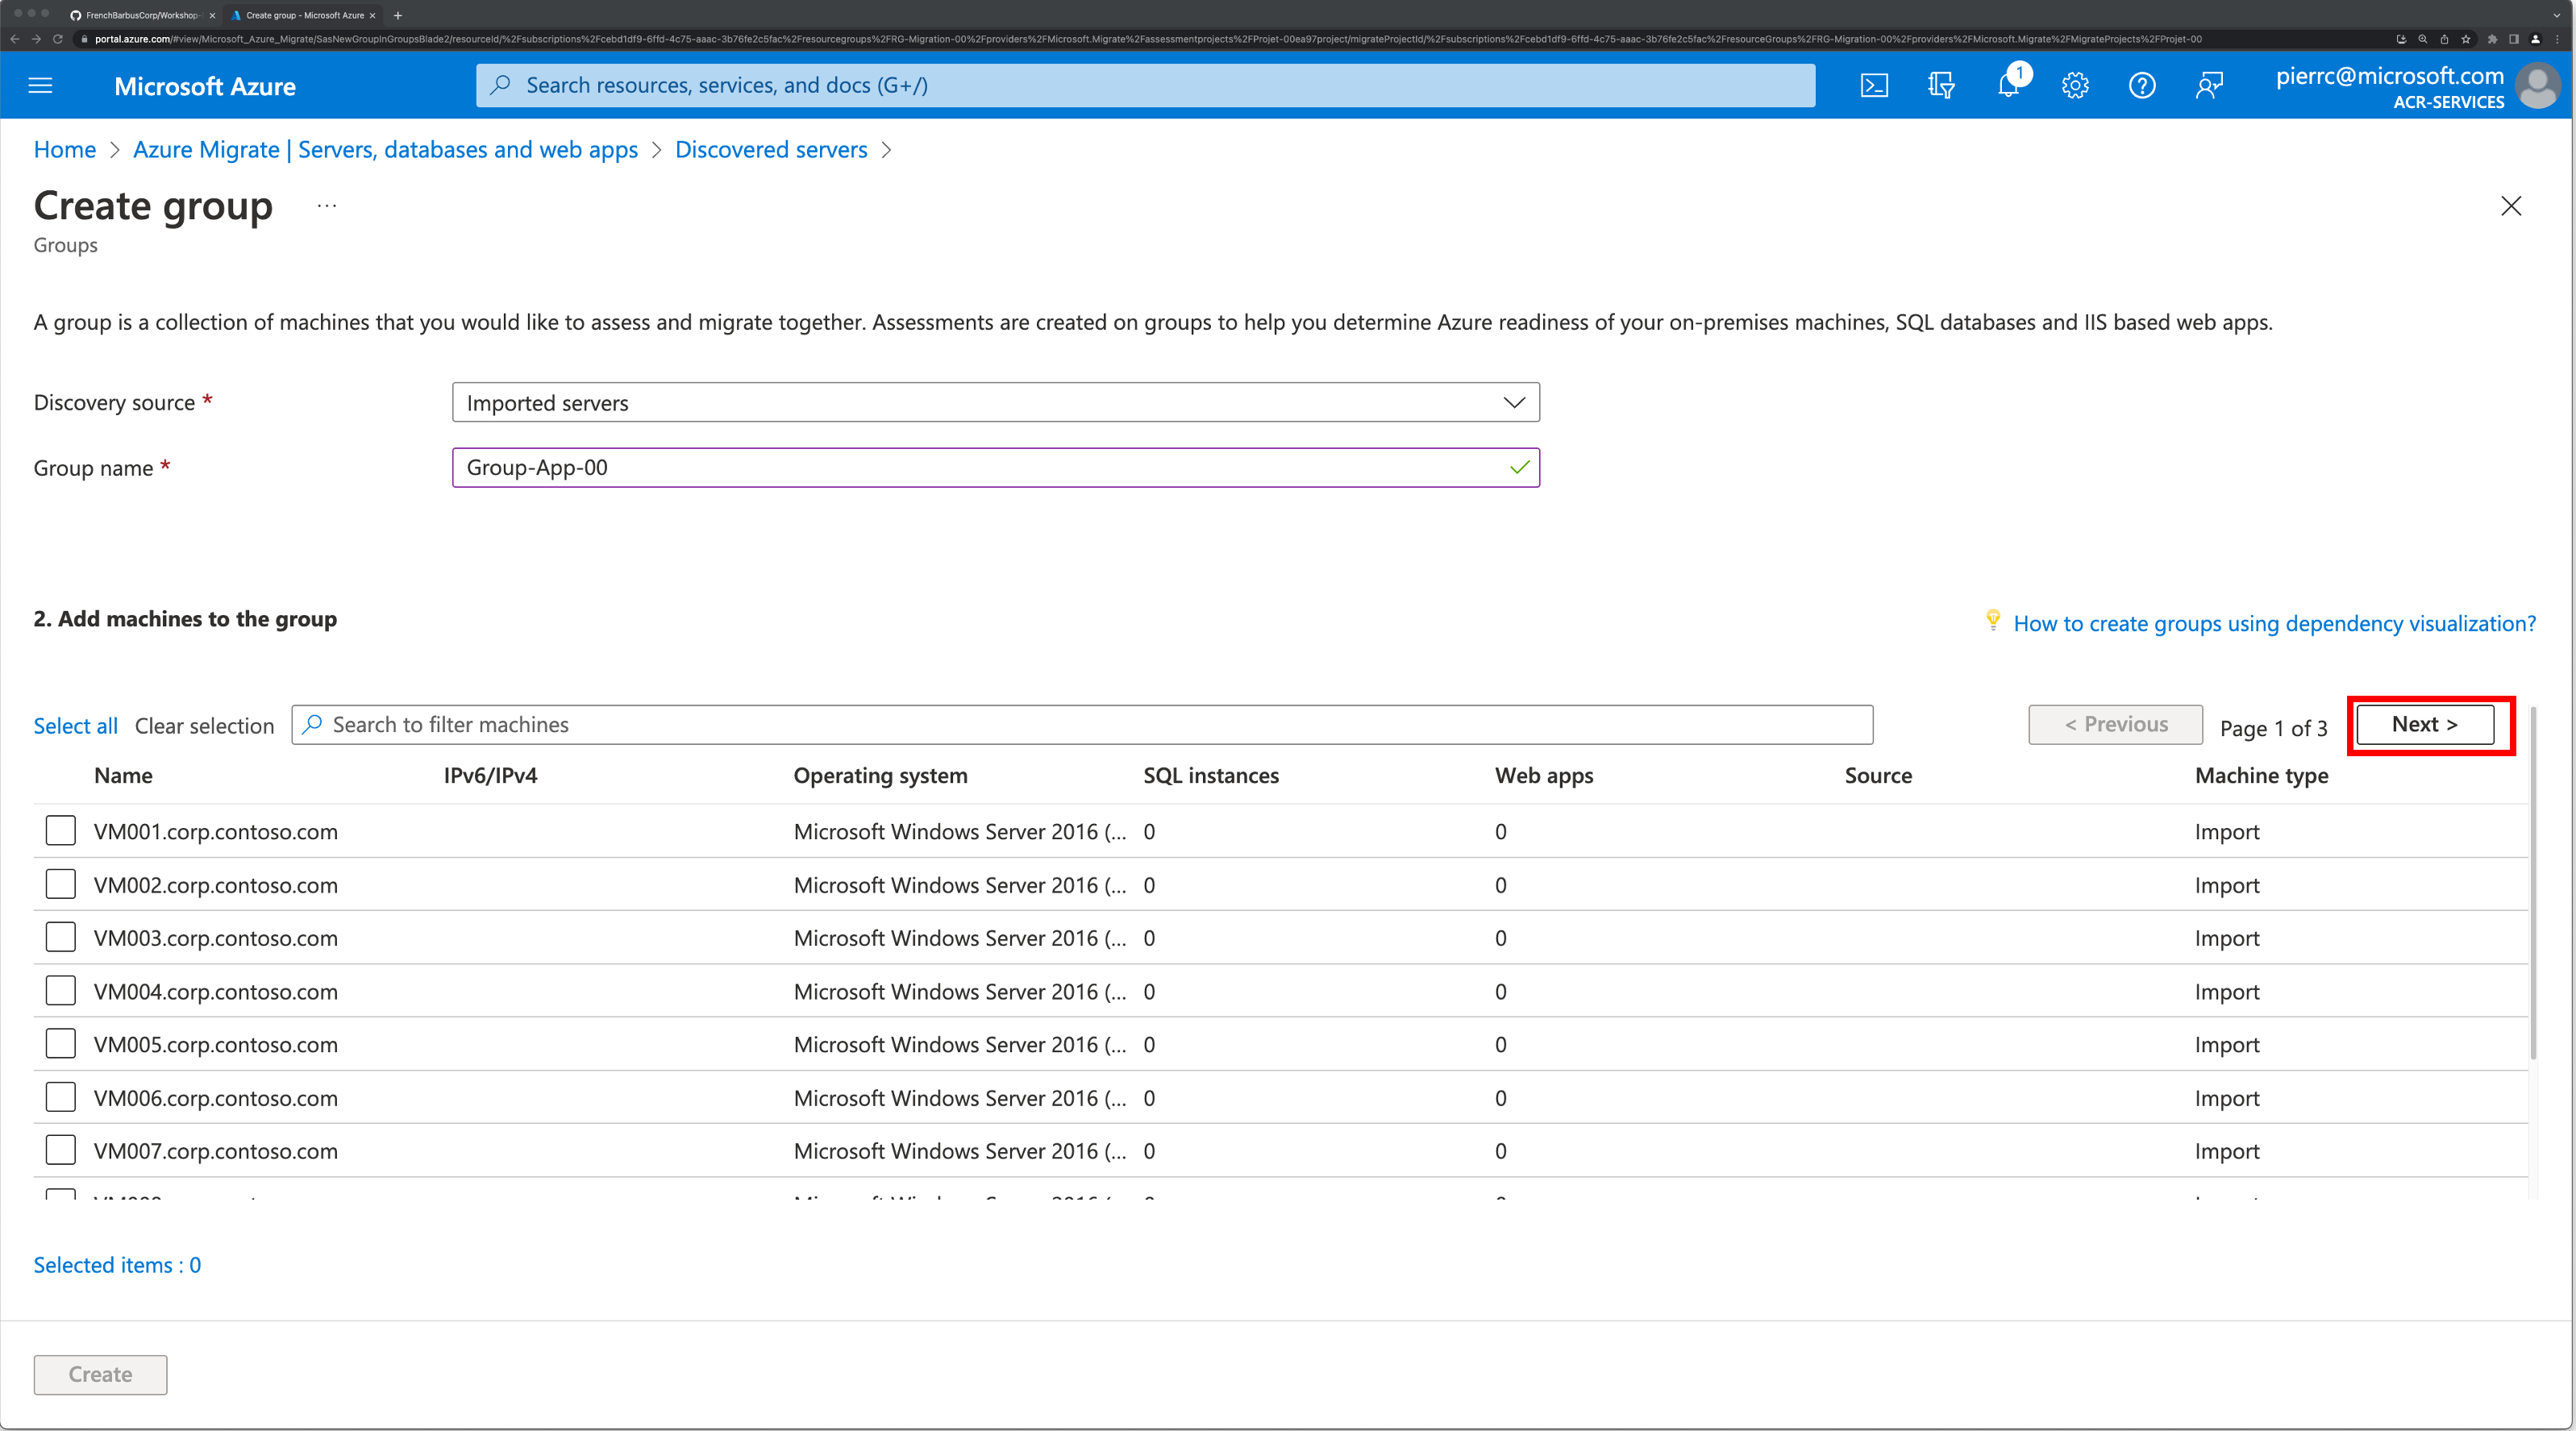 FrenchBarbusCorp/Workshop-
Create group - Microsoft Azure
portal.azure.com/#view/Microsoft_Azure_Migrate/SasNewGroupInGroupsBlade2/resourceId/%2Fsubscriptions%2Fcebd1df9-6ffd-4c75-aaac-3b76fe2c5fac%2Fresourcegroups%2FRG-Migration-00%2Fproviders%2FMicrosoft.Migrate%2Fassessmentprojects%2FProjet-00ea97project/migrateProjectId/%2Fsubscriptions%2Fcebd1df9-6ffd-4c75-aaac-3b76fe2c5fac%2FresourceGroups%2FRG-Migration-00%2Fproviders%2FMicrosoft.Migrate%2FMigrateProjects%2FProjet-00
Microsoft Azure
Search resources, services, and docs (G+/)
1
pierrc@microsoft.com
ACR-SERVICES
Home > Azure Migrate | Servers, databases and web apps > Discovered servers >
Create group ...
Groups
A group is a collection of machines that you would like to assess and migrate together. Assessments are created on groups to help you determine Azure readiness of your on-premises machines, SQL databases and IIS based web apps.
Discovery source * Imported servers
Group name * Group-App-00
2. Add machines to the group
How to create groups using dependency visualization?
Select all Clear selection Search to filter machines < Previous Page 1 of 3 Next >
Name IPv6/IPv4 Operating system SQL instances Web apps Source Machine type
VM001.corp.contoso.com Microsoft Windows Server 2016 (... 0 0 Import
VM002.corp.contoso.com Microsoft Windows Server 2016 (... 0 0 Import
VM003.corp.contoso.com Microsoft Windows Server 2016 (... 0 0 Import
VM004.corp.contoso.com Microsoft Windows Server 2016 (... 0 0 Import
VM005.corp.contoso.com Microsoft Windows Server 2016 (... 0 0 Import
VM006.corp.contoso.com Microsoft Windows Server 2016 (... 0 0 Import
VM007.corp.contoso.com Microsoft Windows Server 2016 (... 0 0 Import
Selected items : 0
Create